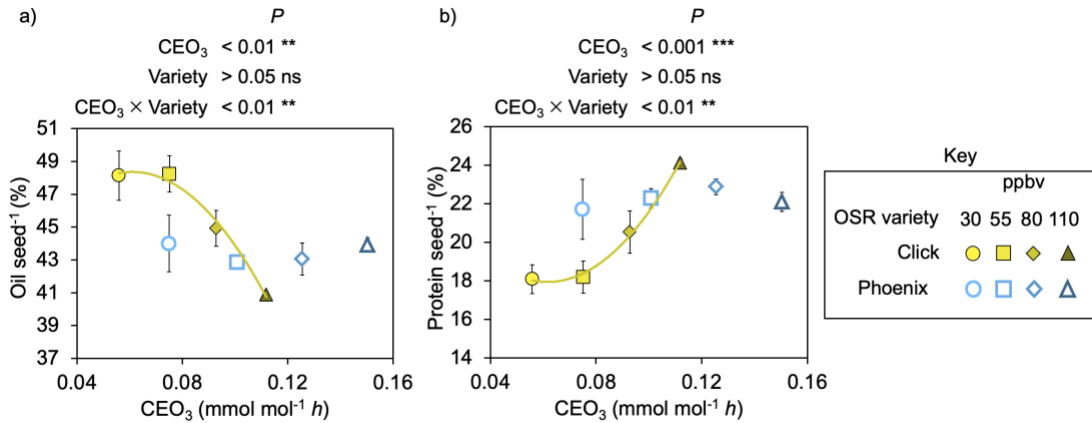 a)
P
CEO₃ < 0.01 **
Variety > 0.05 ns
CEO₃ × Variety < 0.01 **
51
49
47
45
43
41
39
37
Oil seed⁻¹ (%)
0.04 0.08 0.12 0.16
CEO₃ (mmol mol⁻¹ h)
b)
P
CEO₃ < 0.001 ***
Variety > 0.05 ns
CEO₃ × Variety < 0.01 **
26
24
22
20
18
16
14
Protein seed⁻¹ (%)
0.04 0.08 0.12 0.16
CEO₃ (mmol mol⁻¹ h)
Key
ppbv
OSR variety 30 55 80 110
Click
Phoenix